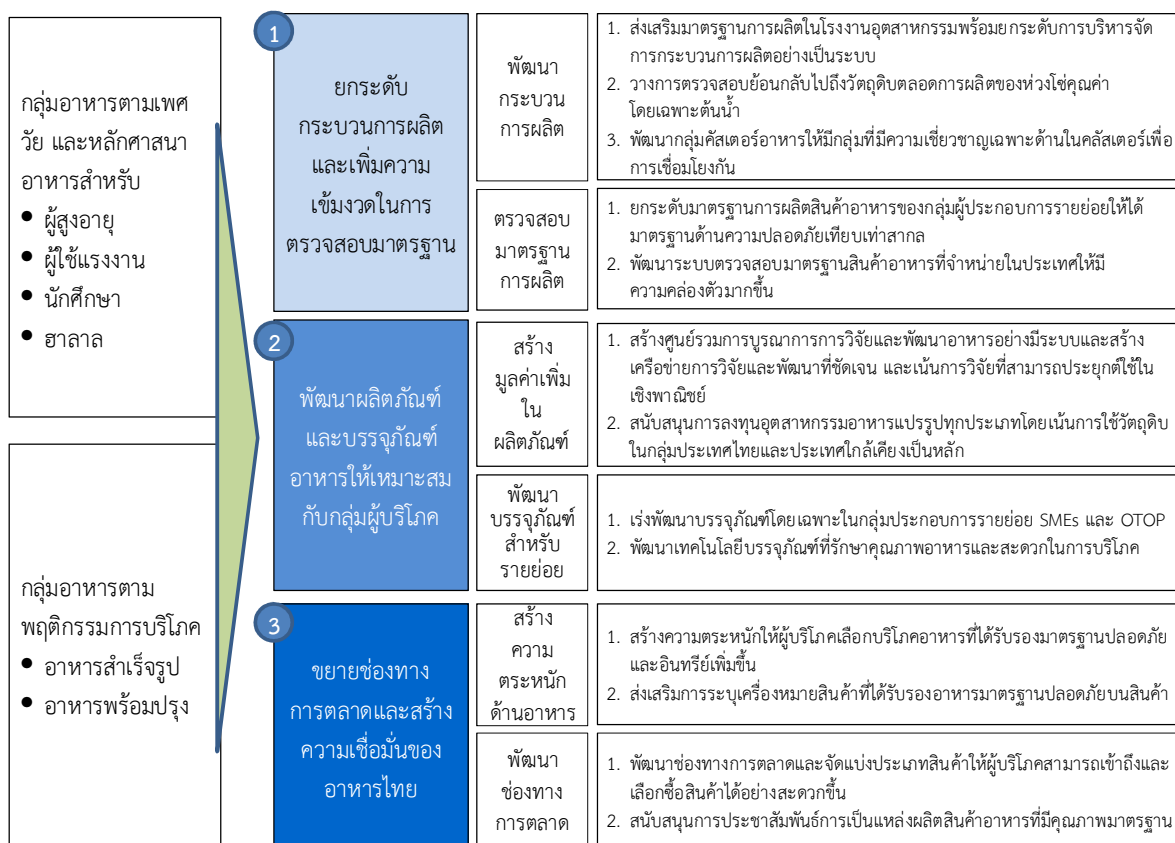 กลุ่มอาหารตามเพศ
วัย และหลักศาสนา
อาหารสำหรับ
● ผู้สูงอายุ
● ผู้ใช้แรงงาน
● นักศึกษา
● ฮาลาล
กลุ่มอาหารตาม
พฤติกรรมการบริโภค
● อาหารสำเร็จรูป
● อาหารพร้อมปรุง
1
ยกระดับ
กระบวนการผลิต
และเพิ่มความ
เข้มงวดในการ
ตรวจสอบมาตรฐาน
พัฒนา
กระบวน
การผลิต
1. ส่งเสริมมาตรฐานการผลิตในโรงงานอุตสาหกรรมพร้อมยกระดับการบริหารจัด
การกระบวนการผลิตอย่างเป็นระบบ
2. วางการตรวจสอบย้อนกลับไปถึงวัตถุดิบตลอดการผลิตของห่วงโซ่คุณค่า
โดยเฉพาะต้นน้ำ
3. พัฒนากลุ่มคัสเตอร์อาหารให้มีกลุ่มที่มีความเชี่ยวชาญเฉพาะด้านในคลัสเตอร์เพื่อ
การเชื่อมโยงกัน
ตรวจสอบ
มาตรฐาน
การผลิต
1. ยกระดับมาตรฐานการผลิตสินค้าอาหารของกลุ่มผู้ประกอบการรายย่อยให้ได้
มาตรฐานด้านความปลอดภัยเทียบเท่าสากล
2. พัฒนาระบบตรวจสอบมาตรฐานสินค้าอาหารที่จำหน่ายในประเทศให้มี
ความคล่องตัวมากขึ้น
2
พัฒนาผลิตภัณฑ์
และบรรจุภัณฑ์
อาหารให้เหมาะสม
กับกลุ่มผู้บริโภค
สร้าง
มูลค่าเพิ่ม
ใน
ผลิตภัณฑ์
1. สร้างศูนย์รวมการบูรณาการการวิจัยและพัฒนาอาหารอย่างมีระบบและสร้าง
เครือข่ายการวิจัยและพัฒนาที่ชัดเจน และเน้นการวิจัยที่สามารถประยุกต์ใช้ใน
เชิงพาณิชย์
2. สนับสนุนการลงทุนอุตสาหกรรมอาหารแปรรูปทุกประเภทโดยเน้นการใช้วัตถุดิบ
ในกลุ่มประเทศไทยและประเทศใกล้เคียงเป็นหลัก
พัฒนา
บรรจุภัณฑ์
สำหรับ
รายย่อย
1. เร่งพัฒนาบรรจุภัณฑ์โดยเฉพาะในกลุ่มประกอบการรายย่อย SMEs และ OTOP
2. พัฒนาเทคโนโลยีบรรจุภัณฑ์ที่รักษาคุณภาพอาหารและสะดวกในการบริโภค
3
ขยายช่องทาง
การตลาดและสร้าง
ความเชื่อมั่นของ
อาหารไทย
สร้าง
ความ
ตระหนัก
ด้านอาหาร
1. สร้างความตระหนักให้ผู้บริโภคเลือกบริโภคอาหารที่ได้รับรองมาตรฐานปลอดภัย
และอินทรีย์เพิ่มขึ้น
2. ส่งเสริมการระบุเครื่องหมายสินค้าที่ได้รับรองอาหารมาตรฐานปลอดภัยบนสินค้า
พัฒนา
ช่องทาง
การตลาด
1. พัฒนาช่องทางการตลาดและจัดแบ่งประเภทสินค้าให้ผู้บริโภคสามารถเข้าถึงและ
เลือกซื้อสินค้าได้อย่างสะดวกขึ้น
2. สนับสนุนการประชาสัมพันธ์การเป็นแหล่งผลิตสินค้าอาหารที่มีคุณภาพมาตรฐาน